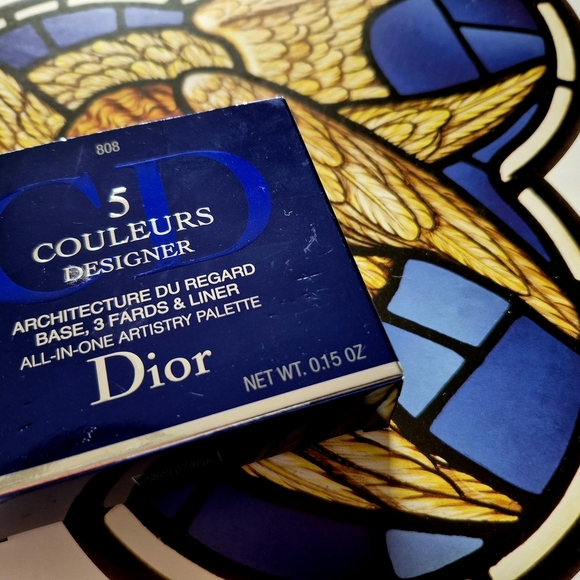 808
CD
5
COULEURS
DESIGNER
ARCHITECTURE DU REGARD
BASE, 3 FARDS & LINER
ALL-IN-ONE ARTISTRY PALETTE
Dior
NET WT. 0.15 OZ